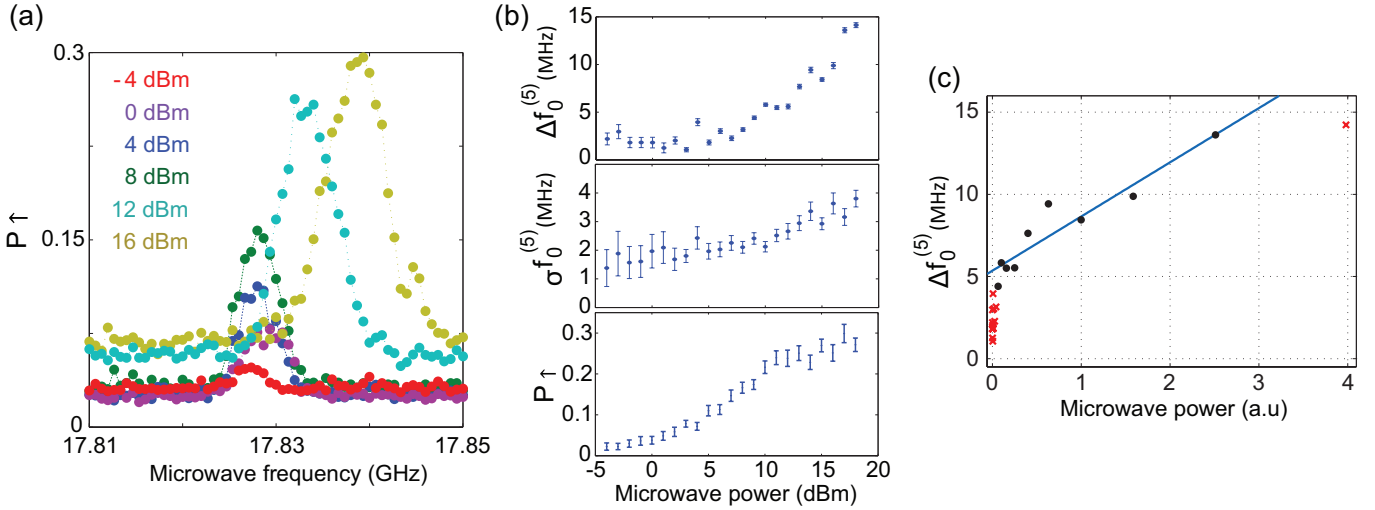 (a)
0.3
0.15
0
P↑
- 4 dBm
0 dBm
4 dBm
8 dBm
12 dBm
16 dBm
17.81
17.83
17.85
Microwave frequency (GHz)
(b)
15
10
5
0
Δf₀⁽⁵⁾ (MHz)
4
3
2
1
0
σf₀⁽⁵⁾ (MHz)
0.3
0.2
0.1
0
P↑
-5
0
5
10
15
20
Microwave power (dBm)
(c)
15
10
5
0
Δf₀⁽⁵⁾ (MHz)
0
1
2
3
4
Microwave power (a.u)